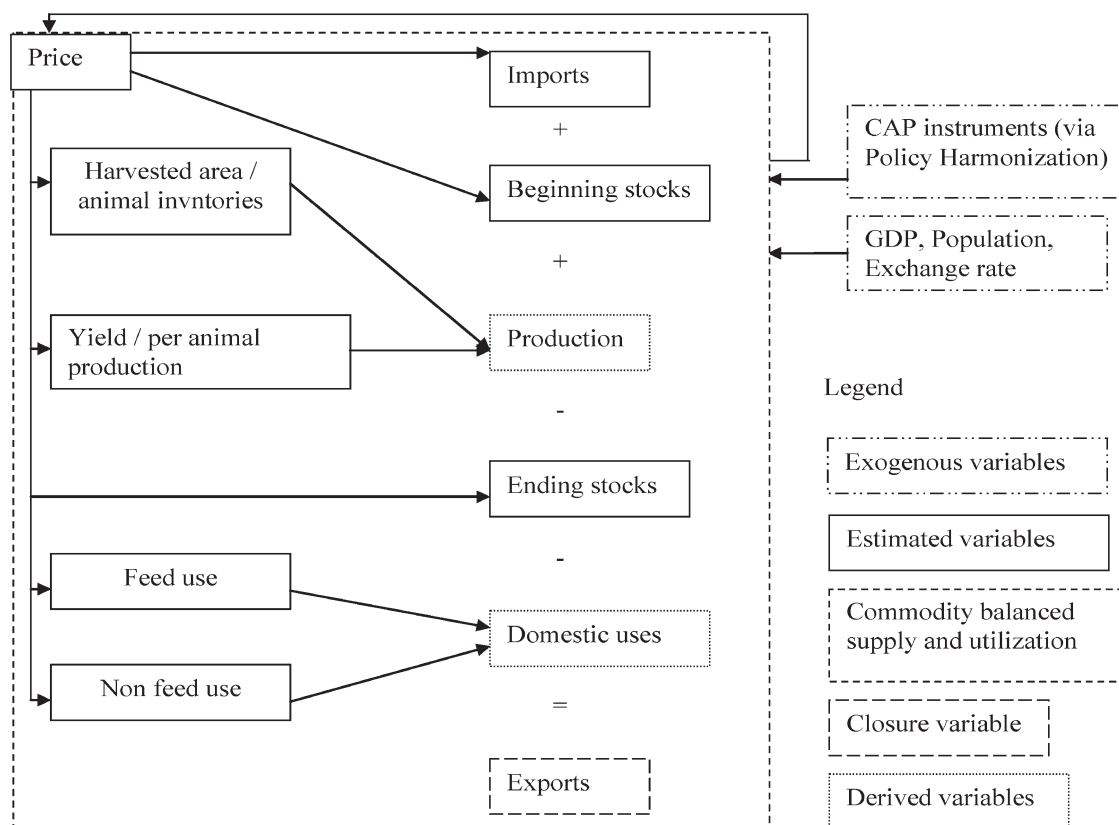 Price
Imports
+
Harvested area /
animal invntories
Beginning stocks
+
Yield / per animal
production
Production
-
Ending stocks
-
Feed use
Domestic uses
Non feed use
=
Exports
CAP instruments (via
Policy Harmonization)
GDP, Population,
Exchange rate
Legend
Exogenous variables
Estimated variables
Commodity balanced
supply and utilization
Closure variable
Derived variables